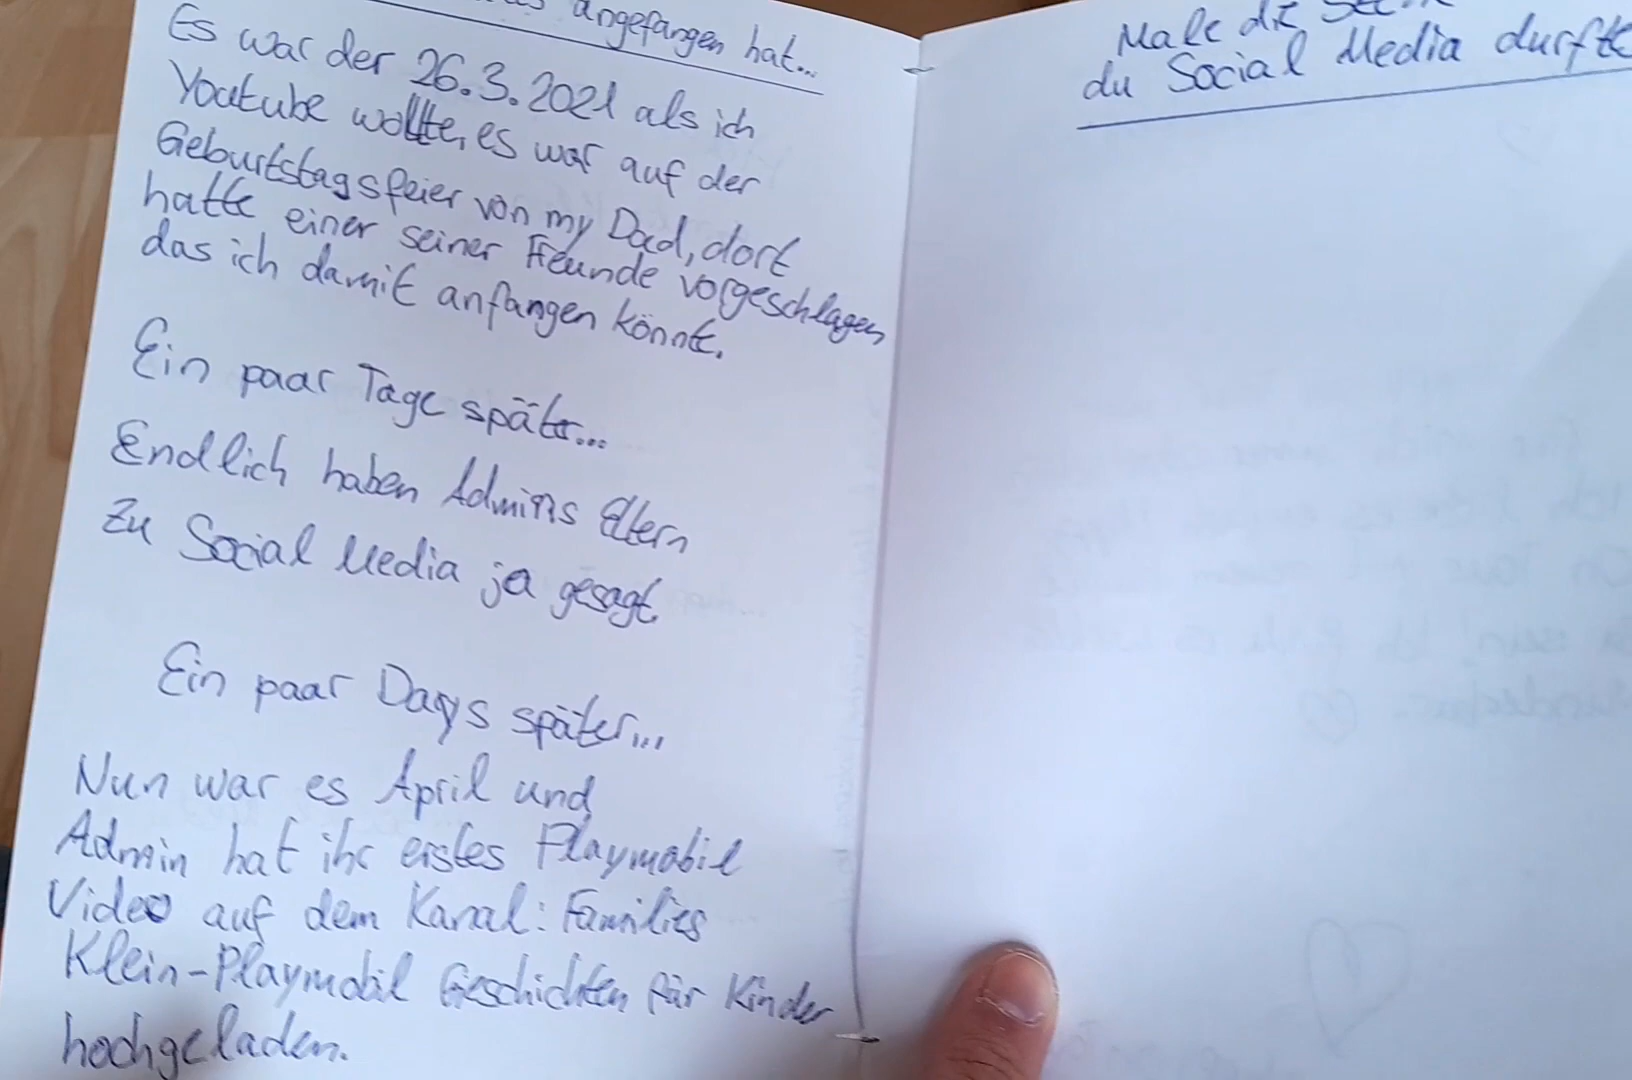 angefangen hat...
Es war der 26.3.2021 als ich
Youtube wollte, es war auf der
Geburtstagsfeier von my Dad, dort
hatte einer seiner Freunde vorgeschlagen
das ich damit anfangen könnte.
Ein paar Tage später...
Endlich haben Admins Eltern
Zu Social Media ja gesagt.
Ein paar Days später...
Nun war es April und
Admin hat ihr erstes Playmobil
Video auf dem Kanal: Families
Klein-Playmobil Geschichten für Kinder
hochgeladen.
Male die
du Social Media durfte